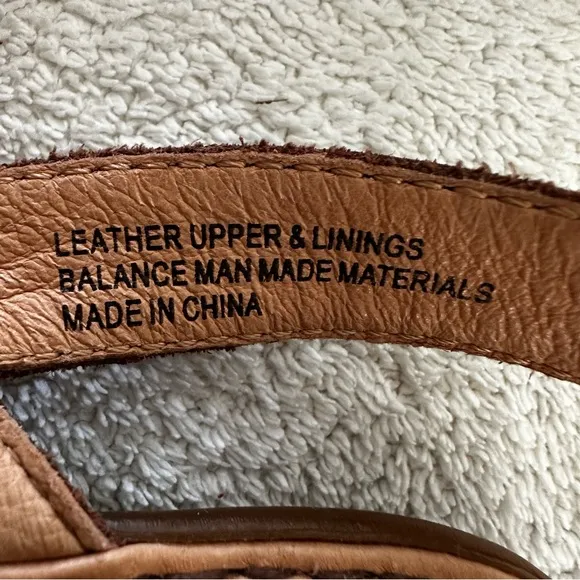 LEATHER UPPER & LININGS
BALANCE MAN MADE MATERIALS
MADE IN CHINA